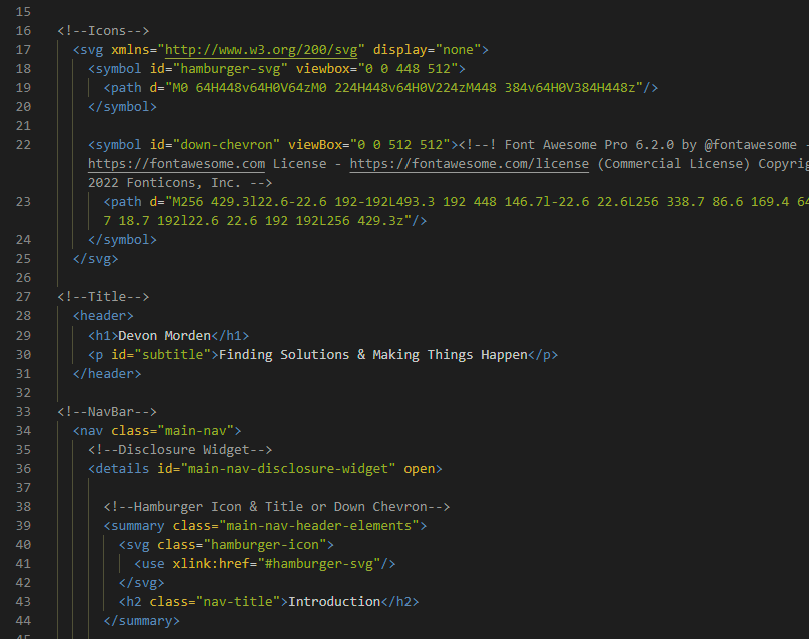 15
16 <!--Icons-->
17 <svg xmlns="http://www.w3.org/200/svg" display="none">
18 <symbol id="hamburger-svg" viewbox="0 0 448 512">
19 <path d="M0 64H448v64H0V64zM0 224H448v64H0V224zM448 384v64H0V384H448z"/>
20 </symbol>
21
22 <symbol id="down-chevron" viewBox="0 0 512 512"><!--! Font Awesome Pro 6.2.0 by @fontawesome -
https://fontawesome.com License - https://fontawesome.com/license (Commercial License) Copyrig
2022 Fonticons, Inc. -->
23 <path d="M256 429.3l22.6-22.6 192-192L493.3 192 448 146.7l-22.6 22.6L256 338.7 86.6 169.4 64
7 18.7 192l22.6 22.6 192 192L256 429.3z"/>
24 </symbol>
25 </svg>
26
27 <!--Title-->
28 <header>
29 <h1>Devon Morden</h1>
30 <p id="subtitle">Finding Solutions & Making Things Happen</p>
31 </header>
32
33 <!--NavBar-->
34 <nav class="main-nav">
35 <!--Disclosure Widget-->
36 <details id="main-nav-disclosure-widget" open>
37
38 <!--Hamburger Icon & Title or Down Chevron-->
39 <summary class="main-nav-header-elements">
40 <svg class="hamburger-icon">
41 <use xlink:href="#hamburger-svg"/>
42 </svg>
43 <h2 class="nav-title">Introduction</h2>
44 </summary>